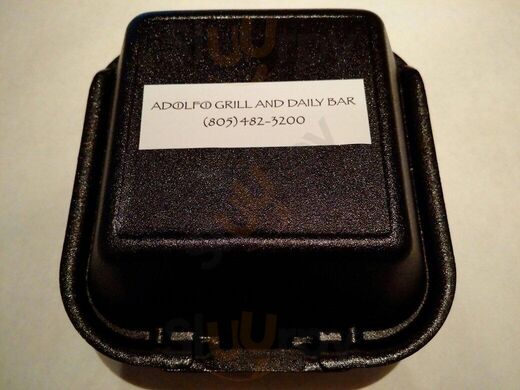 ADOLFO GRILL AND DAILY BAR
(805) 482-3200